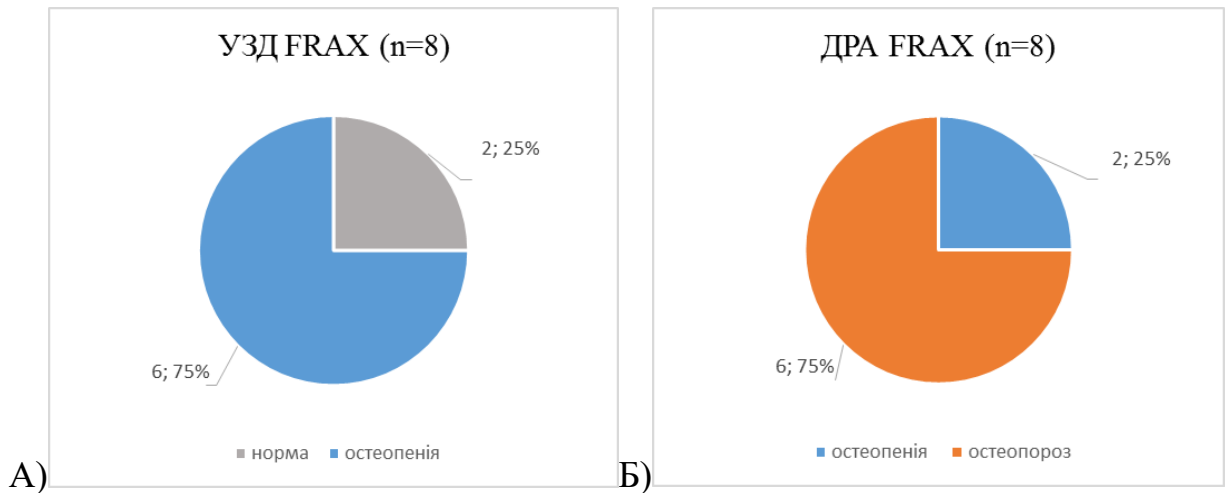 УЗД FRAX (n=8)
2; 25%
6; 75%
норма остеопенія
А)
ДРА FRAX (n=8)
2; 25%
6; 75%
остеопенія остеопороз
Б)